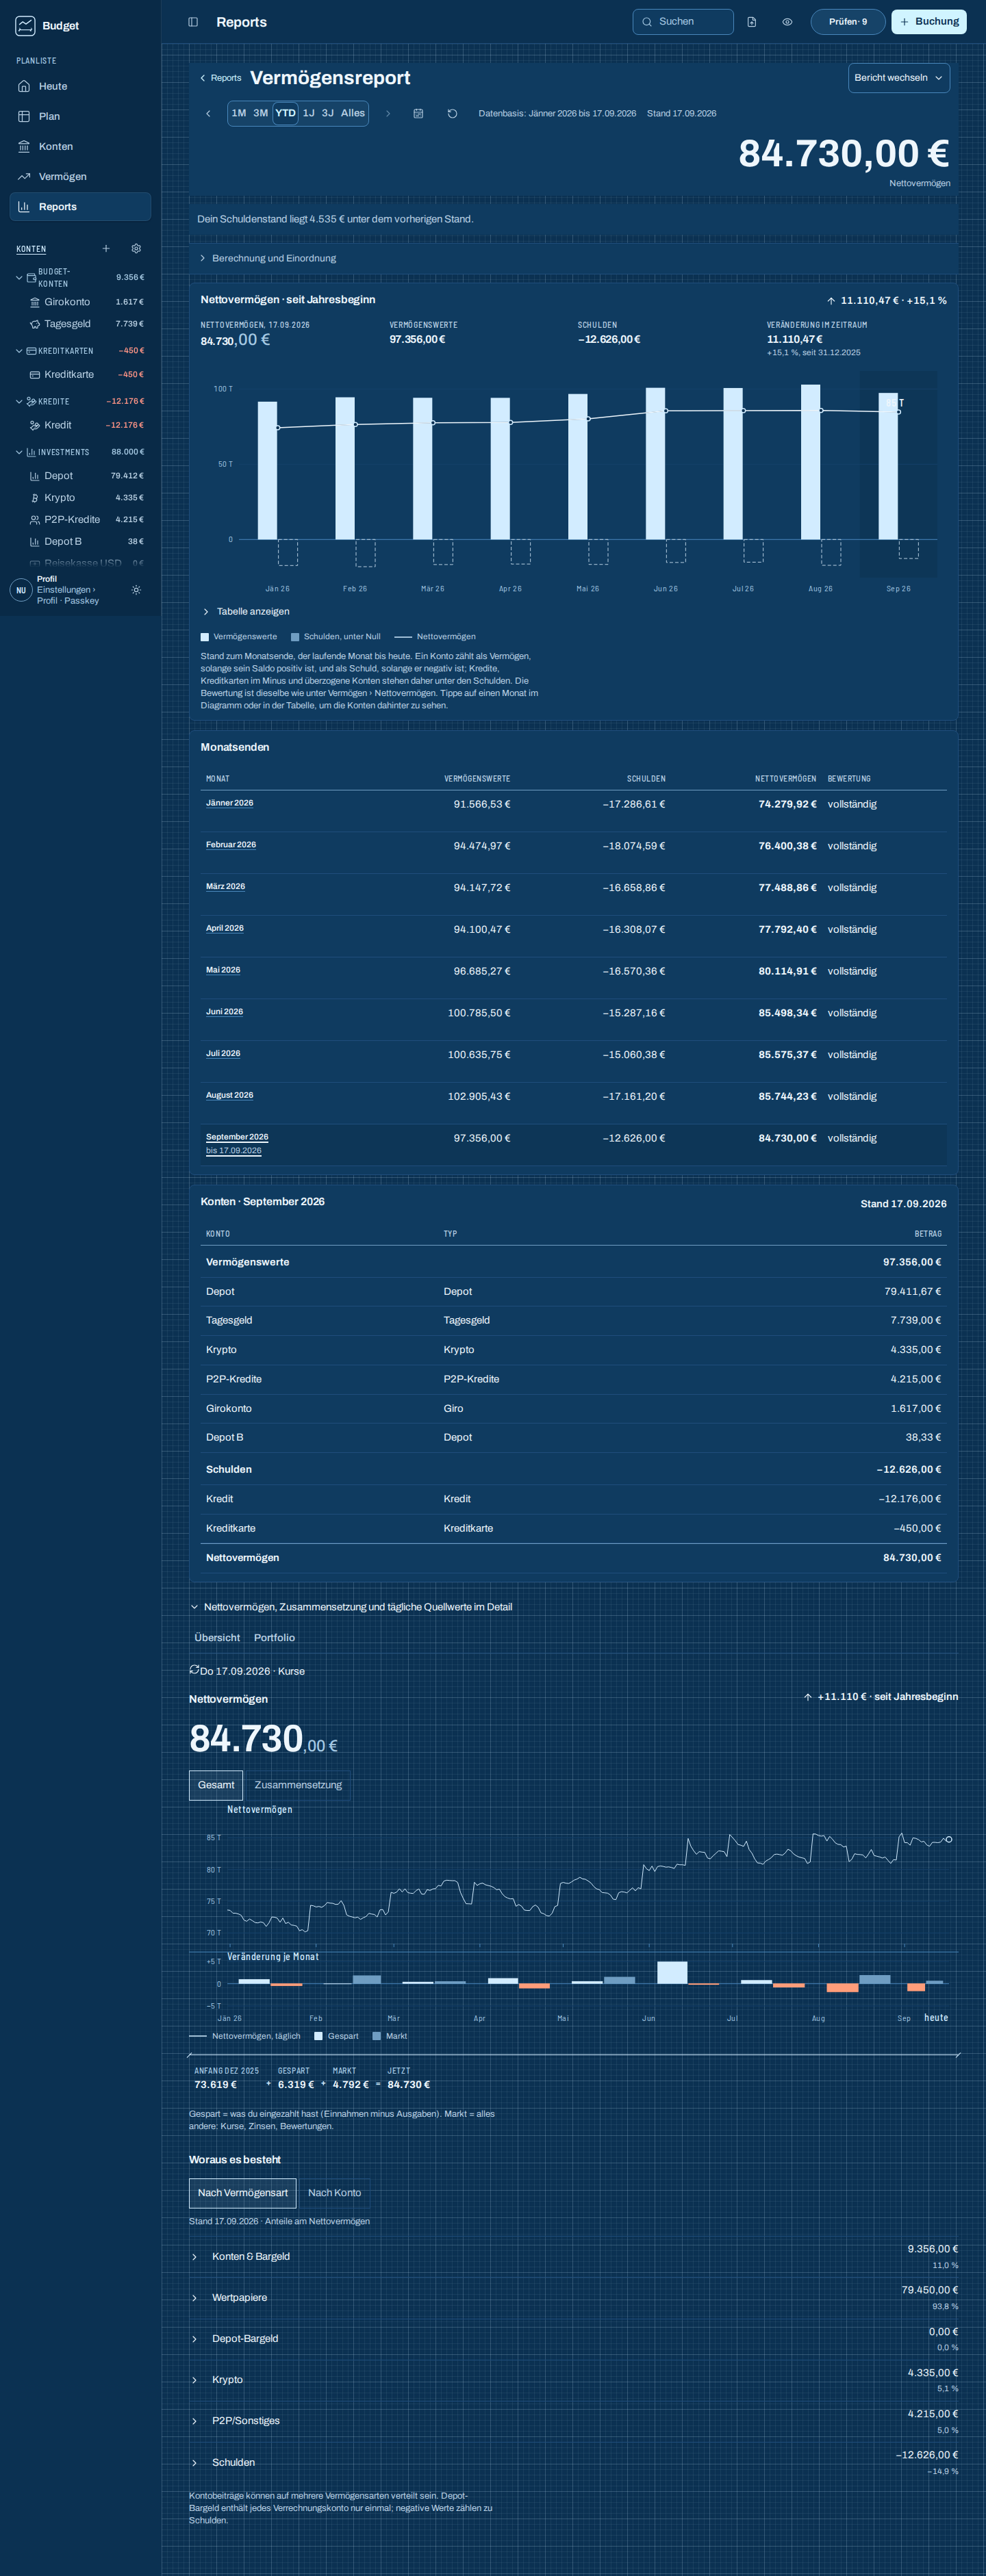 Budget
PLANLISTE
Heute
Plan
Konten
Vermögen
Reports
KONTEN
BUDGET-
KONTEN
9.356 €
Girokonto 1.617 €
Tagesgeld 7.739 €
KREDITKARTEN −450 €
Kreditkarte −450 €
KREDITE −12.176 €
Kredit −12.176 €
INVESTMENTS 88.000 €
Depot 79.412 €
Krypto 4.335 €
P2P-Kredite 4.215 €
Depot B 38 €
Reisekasse USD 0 €
NU
Profil
Einstellungen ›
Profil · Passkey
Reports
Suchen
Prüfen · 9
+ Buchung
Reports
Vermögensreport
Bericht wechseln
1M 3M YTD 1J 3J Alles
Datenbasis: Jänner 2026 bis 17.09.2026 Stand 17.09.2026
84.730,00 €
Nettovermögen
Dein Schuldenstand liegt 4.535 € unter dem vorherigen Stand.
Berechnung und Einordnung
Nettovermögen · seit Jahresbeginn
↑ 11.110,47 € · +15,1 %
NETTOVERMÖGEN, 17.09.2026 VERMÖGENSWERTE SCHULDEN VERÄNDERUNG IM ZEITRAUM
84.730,00 € 97.356,00 € −12.626,00 € 11.110,47 €
+15,1 %, seit 31.12.2025
100 T
50 T
0
85 T
Jän 26 Feb 26 Mär 26 Apr 26 Mai 26 Jun 26 Jul 26 Aug 26 Sep 26
Tabelle anzeigen
Vermögenswerte Schulden, unter Null Nettovermögen
Stand zum Monatsende, der laufende Monat bis heute. Ein Konto zählt als Vermögen,
solange sein Saldo positiv ist, und als Schuld, solange er negativ ist; Kredite,
Kreditkarten im Minus und überzogene Konten stehen daher unter den Schulden. Die
Bewertung ist dieselbe wie unter Vermögen › Nettovermögen. Tippe auf einen Monat im
Diagramm oder in der Tabelle, um die Konten dahinter zu sehen.
Monatsenden
MONAT VERMÖGENSWERTE SCHULDEN NETTOVERMÖGEN BEWERTUNG
Jänner 2026 91.566,53 € −17.286,61 € 74.279,92 € vollständig
Februar 2026 94.474,97 € −18.074,59 € 76.400,38 € vollständig
März 2026 94.147,72 € −16.658,86 € 77.488,86 € vollständig
April 2026 94.100,47 € −16.308,07 € 77.792,40 € vollständig
Mai 2026 96.685,27 € −16.570,36 € 80.114,91 € vollständig
Juni 2026 100.785,50 € −15.287,16 € 85.498,34 € vollständig
Juli 2026 100.635,75 € −15.060,38 € 85.575,37 € vollständig
August 2026 102.905,43 € −17.161,20 € 85.744,23 € vollständig
September 2026 97.356,00 € −12.626,00 € 84.730,00 € vollständig
bis 17.09.2026
Konten · September 2026
Stand 17.09.2026
KONTO TYP BETRAG
Vermögenswerte 97.356,00 €
Depot Depot 79.411,67 €
Tagesgeld Tagesgeld 7.739,00 €
Krypto Krypto 4.335,00 €
P2P-Kredite P2P-Kredite 4.215,00 €
Girokonto Giro 1.617,00 €
Depot B Depot 38,33 €
Schulden −12.626,00 €
Kredit Kredit −12.176,00 €
Kreditkarte Kreditkarte −450,00 €
Nettovermögen 84.730,00 €
Nettovermögen, Zusammensetzung und tägliche Quellwerte im Detail
Übersicht Portfolio
Do 17.09.2026 · Kurse
Nettovermögen
↑ +11.110 € · seit Jahresbeginn
84.730,00 €
Gesamt Zusammensetzung
Nettovermögen
85 T
80 T
75 T
70 T
Veränderung je Monat
+5 T
0
−5 T
Jän 26 Feb Mär Apr Mai Jun Jul Aug Sep heute
Nettovermögen, täglich Gespart Markt
ANFANG DEZ 2025 GESPART MARKT JETZT
73.619 € + 6.319 € + 4.792 € = 84.730 €
Gespart = was du eingezahlt hast (Einnahmen minus Ausgaben). Markt = alles
andere: Kurse, Zinsen, Bewertungen.
Woraus es besteht
Nach Vermögensart Nach Konto
Stand 17.09.2026 · Anteile am Nettovermögen
Konten & Bargeld 9.356,00 €
11,0 %
Wertpapiere 79.450,00 €
93,8 %
Depot-Bargeld 0,00 €
0,0 %
Krypto 4.335,00 €
5,1 %
P2P/Sonstiges 4.215,00 €
5,0 %
Schulden −12.626,00 €
−14,9 %
Kontobeiträge können auf mehrere Vermögensarten verteilt sein. Depot-
Bargeld enthält jedes Verrechnungskonto nur einmal; negative Werte zählen zu
Schulden.